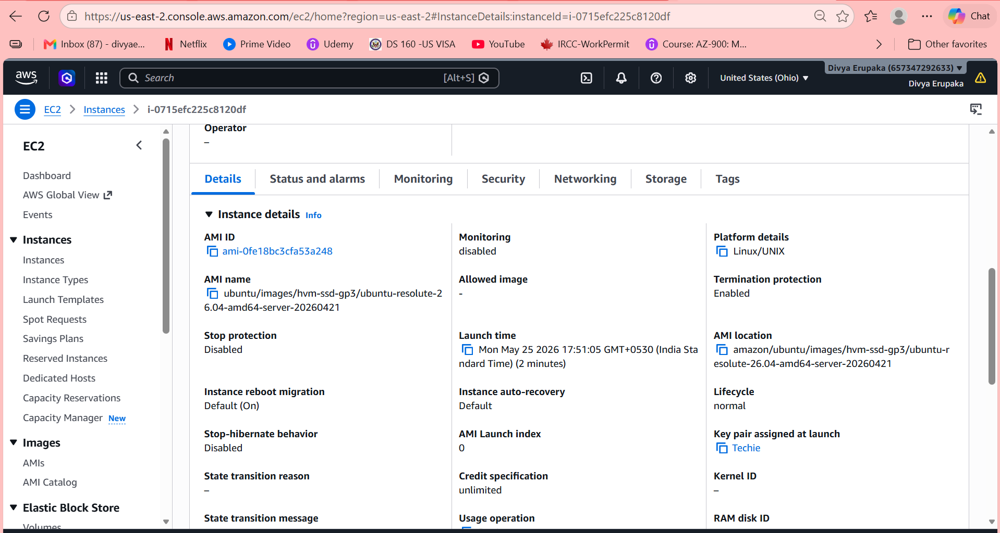 https://us-east-2.console.aws.amazon.com/ec2/home?region=us-east-2#InstanceDetails:instanceId=i-0715efc225c8120df
Chat
Inbox (87) - divyae...
Netflix
Prime Video
Udemy
DS 160 -US VISA
YouTube
IRCC-WorkPermit
Course: AZ-900: M...
Other favorites
aws
Search
[Alt+S]
United States (Ohio)
Divya Erupaka (657347292633)
Divya Erupaka
EC2
Instances
i-0715efc225c8120df
EC2
Dashboard
AWS Global View
Events
Instances
Instances
Instance Types
Launch Templates
Spot Requests
Savings Plans
Reserved Instances
Dedicated Hosts
Capacity Reservations
Capacity Manager New
Images
AMIs
AMI Catalog
Elastic Block Store
Volumes
Operator
–
Details
Status and alarms
Monitoring
Security
Networking
Storage
Tags
Instance details Info
AMI ID
ami-0fe18bc3cfa53a248
Monitoring
disabled
Platform details
Linux/UNIX
AMI name
ubuntu/images/hvm-ssd-gp3/ubuntu-resolute-2
6.04-amd64-server-20260421
Allowed image
-
Termination protection
Enabled
Stop protection
Disabled
Launch time
Mon May 25 2026 17:51:05 GMT+0530 (India Sta
ndard Time) (2 minutes)
AMI location
amazon/ubuntu/images/hvm-ssd-gp3/ubuntu-r
esolute-26.04-amd64-server-20260421
Instance reboot migration
Default (On)
Instance auto-recovery
Default
Lifecycle
normal
Stop-hibernate behavior
Disabled
AMI Launch index
0
Key pair assigned at launch
Techie
State transition reason
–
Credit specification
unlimited
Kernel ID
–
State transition message
Usage operation
RAM disk ID